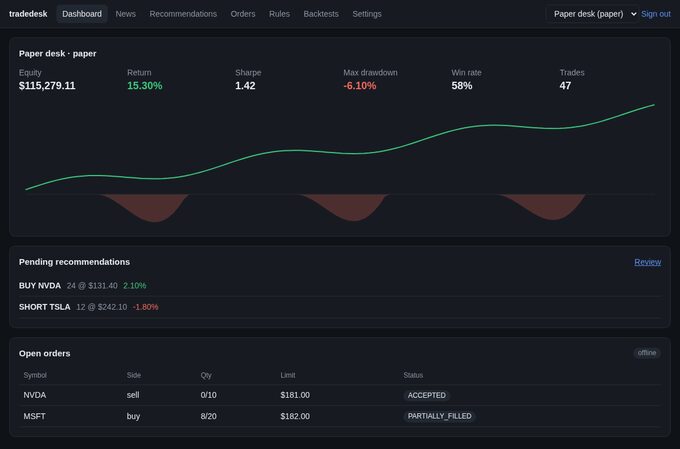 tradedesk Dashboard News Recommendations Orders Rules Backtests Settings Paper desk (paper) Sign out
Paper desk · paper
Equity Return Sharpe Max drawdown Win rate Trades
$115,279.11 15.30% 1.42 -6.10% 58% 47
Pending recommendations Review
BUY NVDA 24 @ $131.40 2.10%
SHORT TSLA 12 @ $242.10 -1.80%
Open orders offline
Symbol Side Qty Limit Status
NVDA sell 0/10 $181.00 ACCEPTED
MSFT buy 8/20 $182.00 PARTIALLY_FILLED